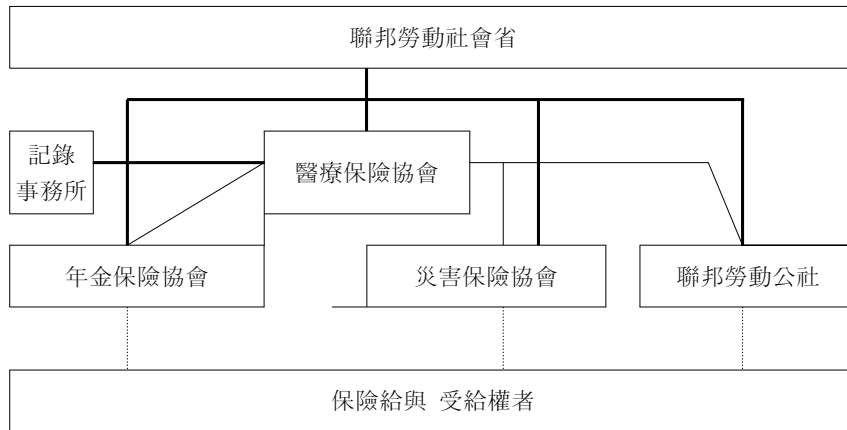 聯邦勞動社會省
記錄
事務所
醫療保險協會
年金保險協會
災害保險協會
聯邦勞動公社
保險給與 受給權者